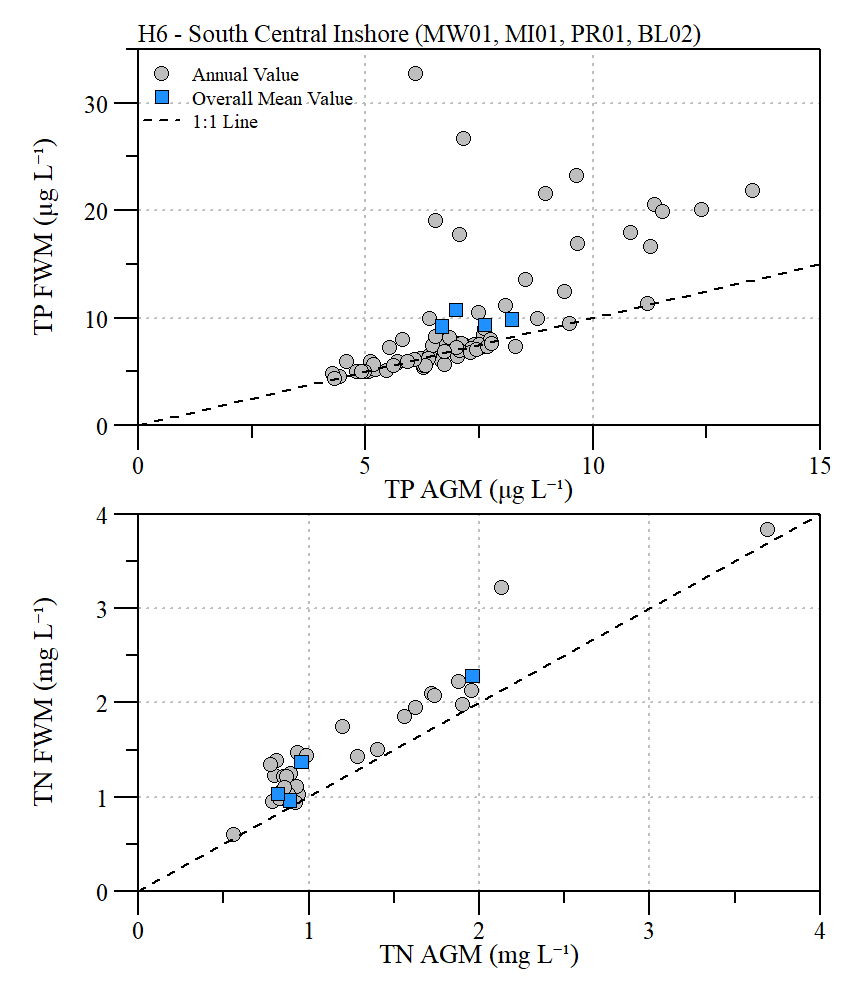 H6 - South Central Inshore (MW01, MI01, PR01, BL02)
Annual Value
Overall Mean Value
1:1 Line
TP FWM (μg L⁻¹)
30
20
10
0
0 5 10 15
TP AGM (μg L⁻¹)
TN FWM (mg L⁻¹)
4
3
2
1
0
0 1 2 3 4
TN AGM (mg L⁻¹)